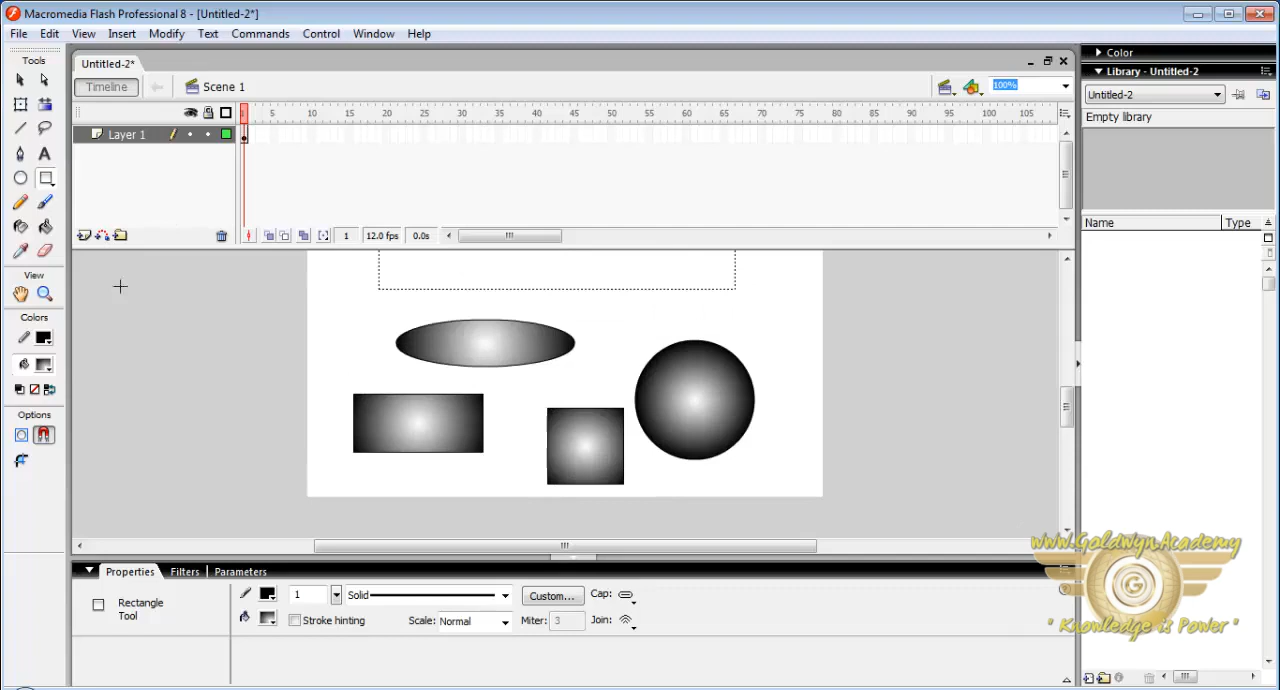 Macromedia Flash Professional 8 - [Untitled-2*]
File Edit View Insert Modify Text Commands Control Window Help
Tools
Untitled-2*
Timeline
Scene 1
100%
Layer 1
1 5 10 15 20 25 30 35 40 45 50 55 60 65 70 75 80 85 90 95 100 105
1 12.0 fps 0.0s
View
Colors
Options
Color
Library - Untitled-2
Untitled-2
Empty library
Name Type
www.GoldwynAcademy
G
" Knowledge is Power "
Properties Filters Parameters
Rectangle
Tool
1 Solid Custom... Cap:
Stroke hinting Scale: Normal Miter: 3 Join: